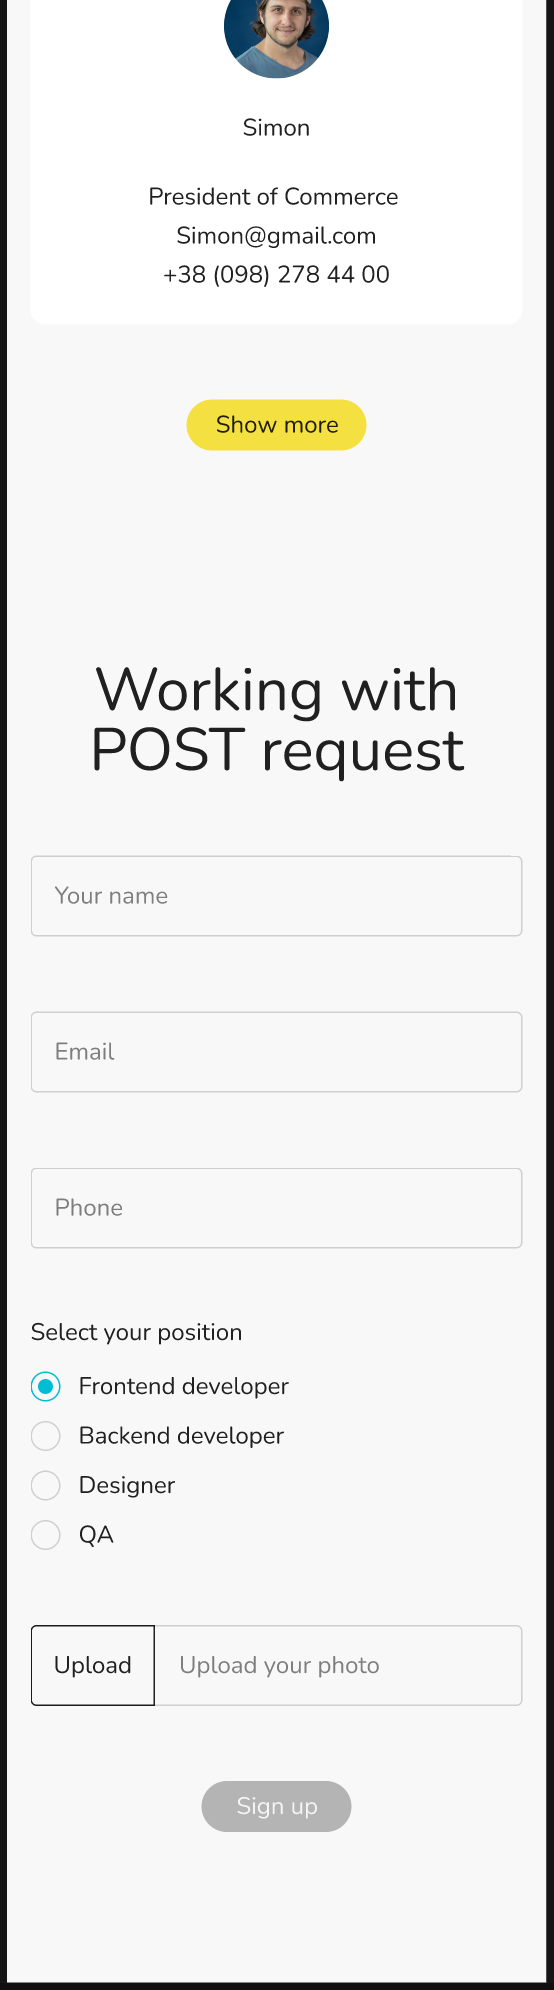 Simon
President of Commerce
Simon@gmail.com
+38 (098) 278 44 00
Show more
Working with
POST request
Your name
Email
Phone
Select your position
Frontend developer
Backend developer
Designer
QA
Upload Upload your photo
Sign up